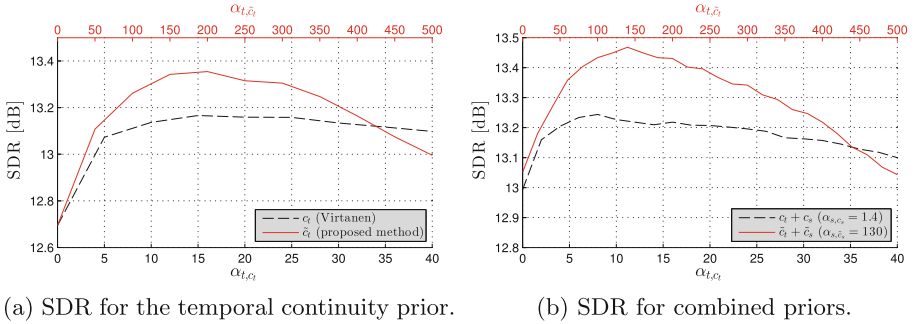 α_{t,c̃_t}
0 50 100 150 200 250 300 350 400 450 500
13.4
13.2
13
12.8
12.6
SDR [dB]
c_t (Virtanen)
c̃_t (proposed method)
0 5 10 15 20 25 30 35 40
α_{t,c_t}
(a) SDR for the temporal continuity prior.
α_{t,c̃_t}
0 50 100 150 200 250 300 350 400 450 500
13.5
13.4
13.3
13.2
13.1
13
12.9
12.8
SDR [dB]
c_t + c_s (α_{s,c_s} = 1.4)
c̃_t + c̃_s (α_{s,c̃_s} = 130)
0 5 10 15 20 25 30 35 40
α_{t,c_t}
(b) SDR for combined priors.